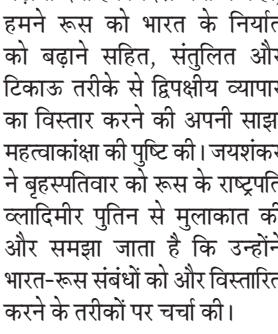 हमने रूस को भारत के निर्यात
को बढ़ाने सहित, संतुलित और
टिकाऊ तरीके से द्विपक्षीय व्यापार
का विस्तार करने की अपनी साझ
महत्वाकांक्षा की पुष्टि की। जयशंकर
ने बृहस्पतिवार को रूस के राष्ट्रपति
व्लादिमीर पुतिन से मुलाकात की
और समझा जाता है कि उन्होंने
भारत-रूस संबंधों को और विस्तारित
करने के तरीकों पर चर्चा की।